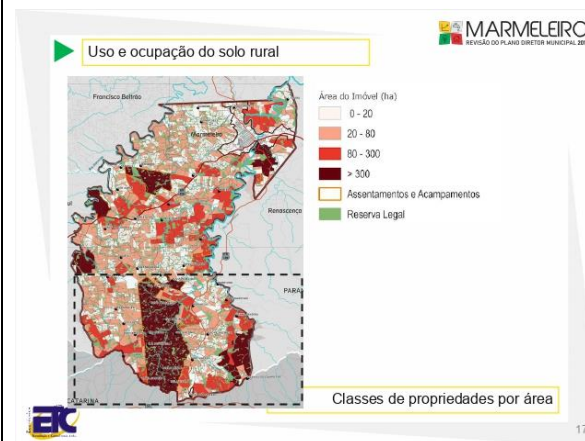 Uso e ocupação do solo rural
MARMELEIRO
REVISÃO DO PLANO DIRETOR MUNICIPAL
Francisco Beltrão
Marmeleiro
Renascença
PARA
CATARINA
Área do Imóvel (ha)
0 - 20
20 - 80
80 - 300
> 300
Assentamentos e Acampamentos
Reserva Legal
Classes de propriedades por área
17